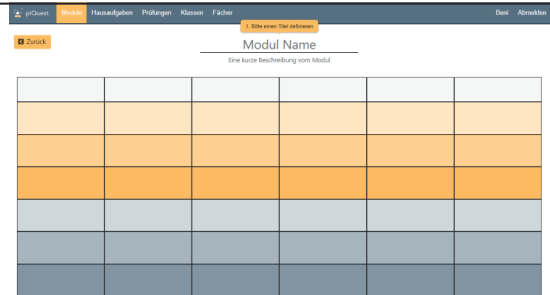 piQuest Module Hausaufgaben Prüfungen Klassen Fächer Beni Abmelden
! Bitte einen Titel definieren
Zurück
Modul Name
Eine kurze Beschreibung vom Modul